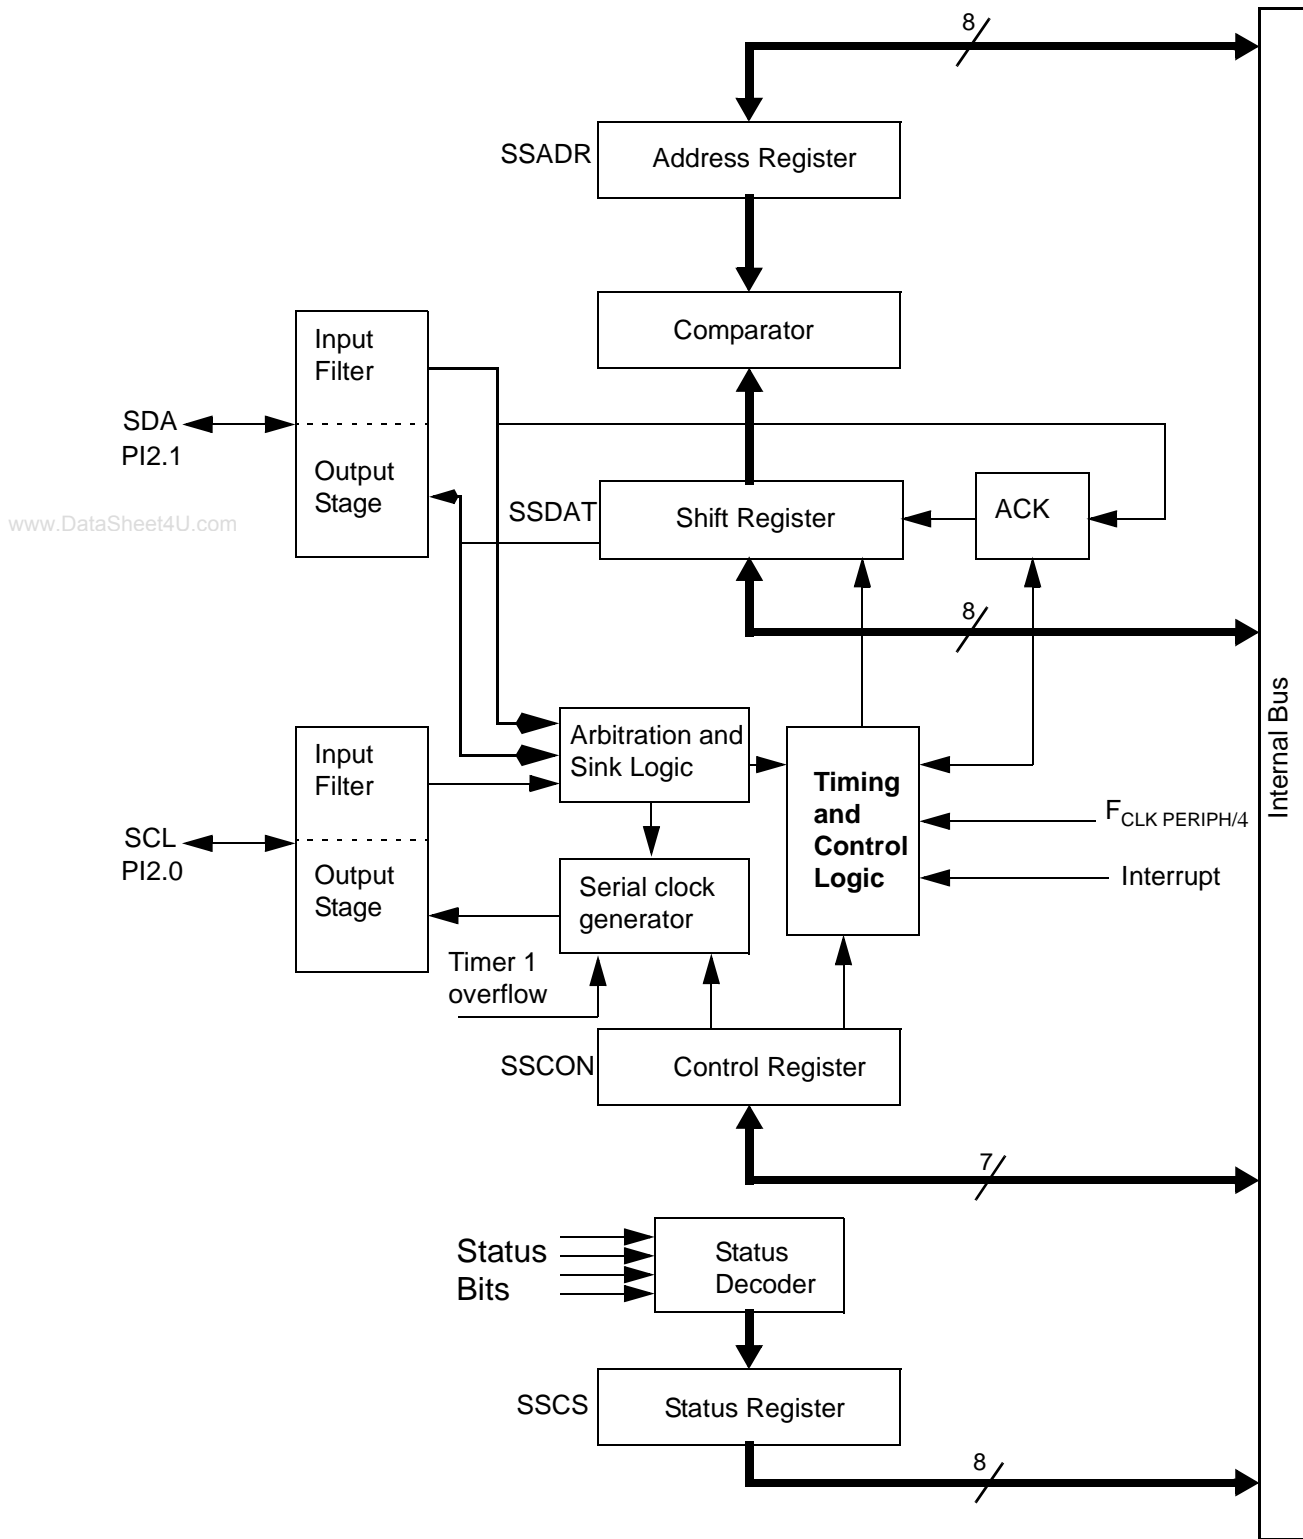 8
SSADR
Address Register
Comparator
Input
Filter
SDA
PI2.1
Output
Stage
www.DataSheet4U.com
SSDAT
Shift Register
ACK
8
Internal Bus
Input
Filter
SCL
PI2.0
Output
Stage
Arbitration and
Sink Logic
Timing
and
Control
Logic
FCLK PERIPH/4
Interrupt
Serial clock
generator
Timer 1
overflow
SSCON
Control Register
7
Status
Bits
Status
Decoder
SSCS
Status Register
8